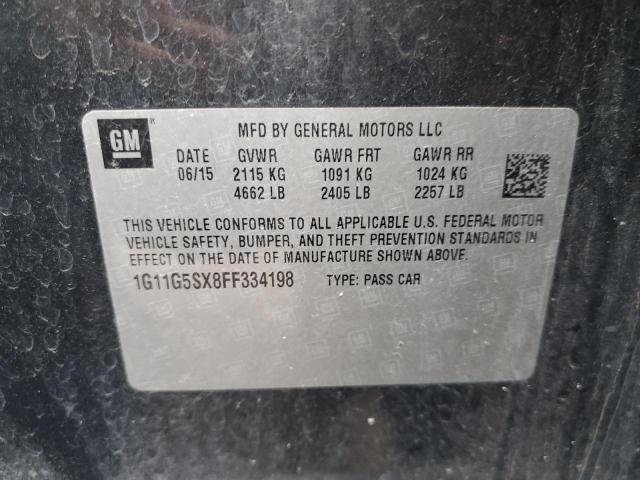 GM
MFD BY GENERAL MOTORS LLC
DATE GVWR GAWR FRT GAWR RR
06/15 2115 KG 1091 KG 1024 KG
4662 LB 2405 LB 2257 LB
THIS VEHICLE CONFORMS TO ALL APPLICABLE U.S. FEDERAL MOTOR
VEHICLE SAFETY, BUMPER, AND THEFT PREVENTION STANDARDS IN
EFFECT ON THE DATE OF MANUFACTURE SHOWN ABOVE.
1G11G5SX8FF334198 TYPE: PASS CAR